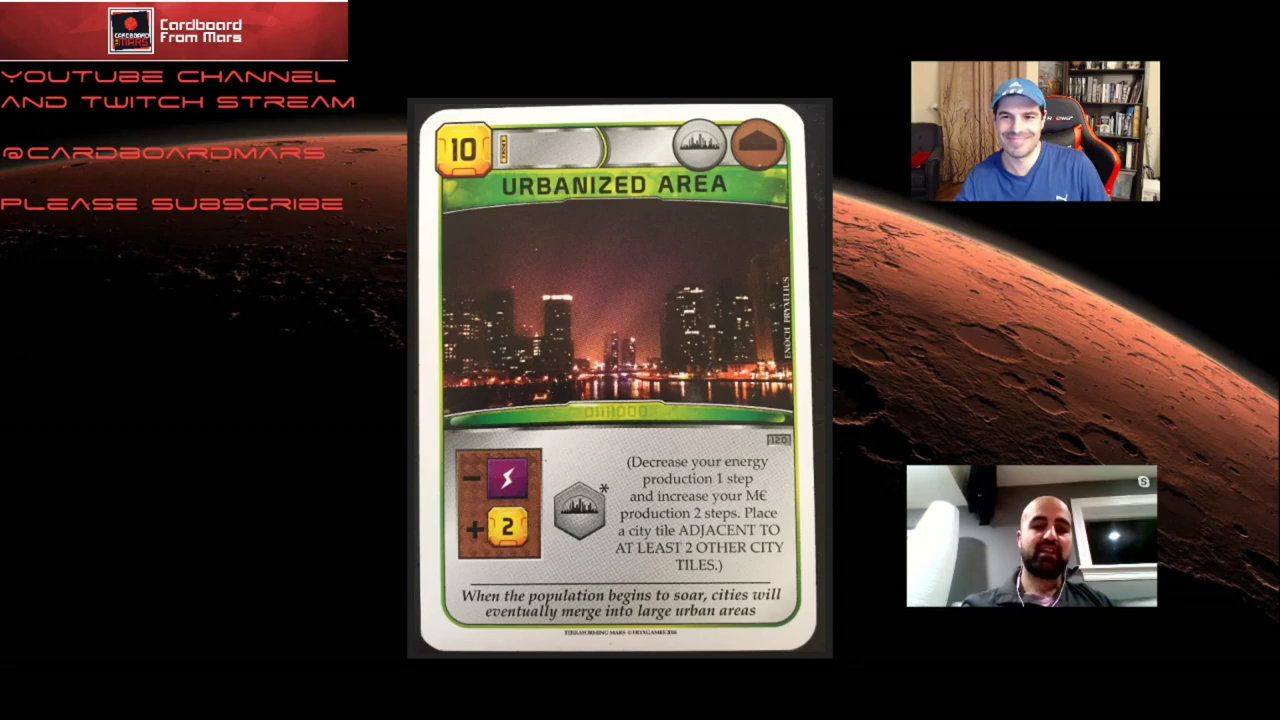 Cardboard
From Mars
CARDBOARD
MARS
YOUTUBE CHANNEL
AND TWITCH STREAM
@CARDBOARDMARS
PLEASE SUBSCRIBE
10
URBANIZED AREA
ENOCH FRYXELIUS
01111000
120
(Decrease your energy
production 1 step
and increase your M€
production 2 steps. Place
a city tile ADJACENT TO
AT LEAST 2 OTHER CITY
TILES.)
-
+ 2
*
When the population begins to soar, cities will
eventually merge into large urban areas
TERRAFORMING MARS © FRYXGAMES 2016
S